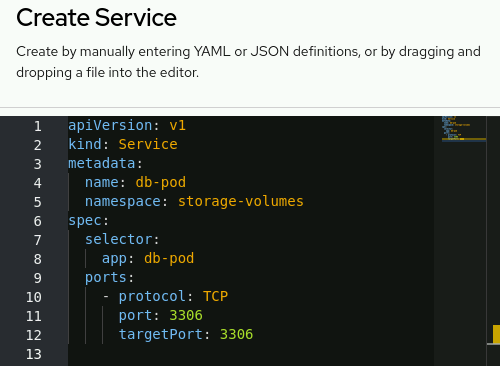 Create Service
Create by manually entering YAML or JSON definitions, or by dragging and
dropping a file into the editor.
1 apiVersion: v1
2 kind: Service
3 metadata:
4   name: db-pod
5   namespace: storage-volumes
6 spec:
7   selector:
8     app: db-pod
9   ports:
10     - protocol: TCP
11       port: 3306
12       targetPort: 3306
13